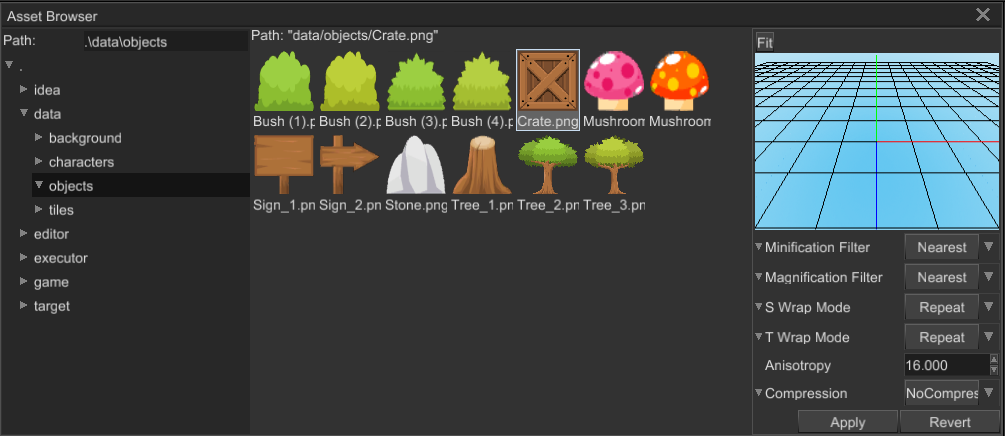 Asset Browser
Path: .\data\objects
.
idea
data
background
characters
objects
tiles
editor
executor
game
target
Path: "data/objects/Crate.png"
Bush (1).p Bush (2).p Bush (3).p Bush (4).p Crate.png Mushroom Mushroom
Sign_1.pn Sign_2.pn Stone.png Tree_1.pn Tree_2.pn Tree_3.pn
Fit
Minification Filter Nearest
Magnification Filter Nearest
S Wrap Mode Repeat
T Wrap Mode Repeat
Anisotropy 16.000
Compression NoCompres
Apply Revert